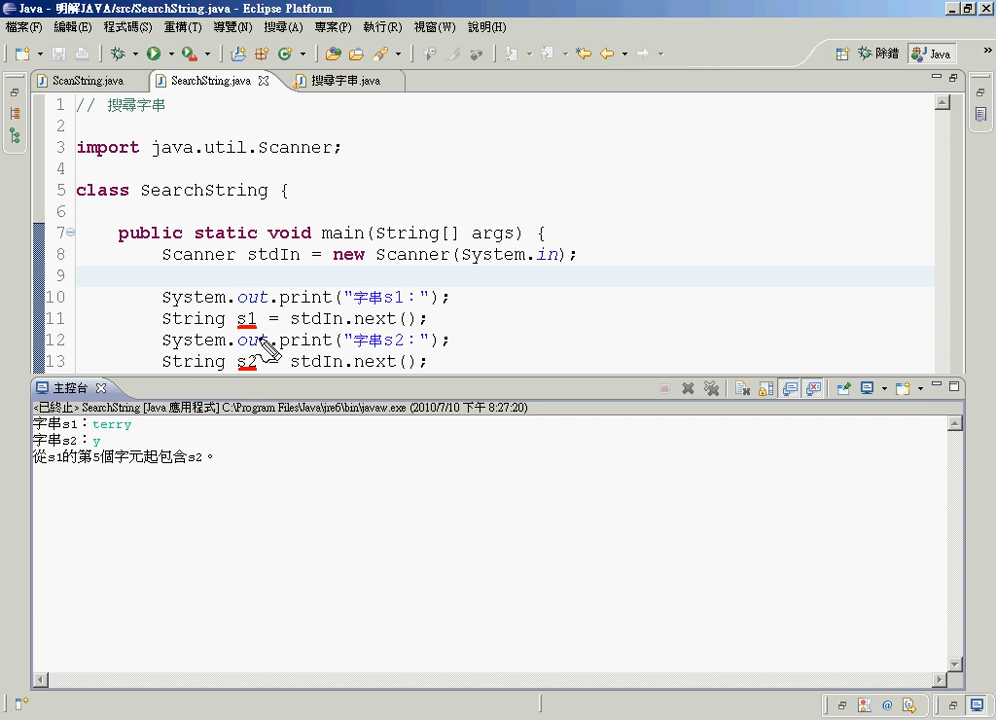 Java - 明解JAVA/src/SearchString.java - Eclipse Platform
檔案(F) 編輯(E) 程式碼(S) 重構(T) 導覽(N) 搜尋(A) 專案(P) 執行(R) 視窗(W) 說明(H)
除錯 Java »
ScanString.java SearchString.java 搜尋字串.java
1 // 搜尋字串
2
3 import java.util.Scanner;
4
5 class SearchString {
6
7 public static void main(String[] args) {
8 Scanner stdIn = new Scanner(System.in);
9
10 System.out.print("字串s1：");
11 String s1 = stdIn.next();
12 System.out.print("字串s2：");
13 String s2 = stdIn.next();
主控台
<已終止> SearchString [Java 應用程式] C:\Program Files\Java\jre6\bin\javaw.exe (2010/7/10 下午 8:27:20)
字串s1：terry
字串s2：y
從s1的第5個字元起包含s2。